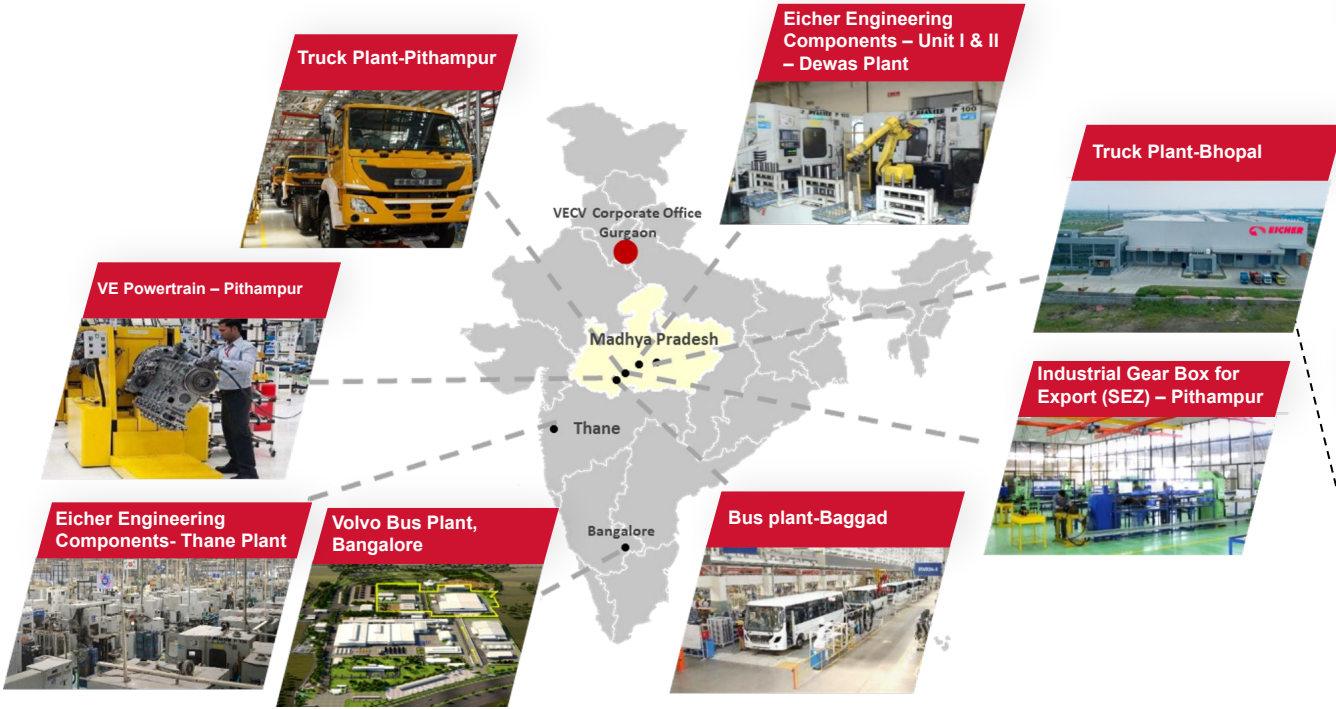 Truck Plant-Pithampur
Eicher Engineering
Components – Unit I & II
– Dewas Plant
P 100
Truck Plant-Bhopal
EICHER
VECV Corporate Office
Gurgaon
VE Powertrain – Pithampur
Madhya Pradesh
Industrial Gear Box for
Export (SEZ) – Pithampur
Thane
Eicher Engineering
Components- Thane Plant
Volvo Bus Plant,
Bangalore
Bangalore
Bus plant-Baggad